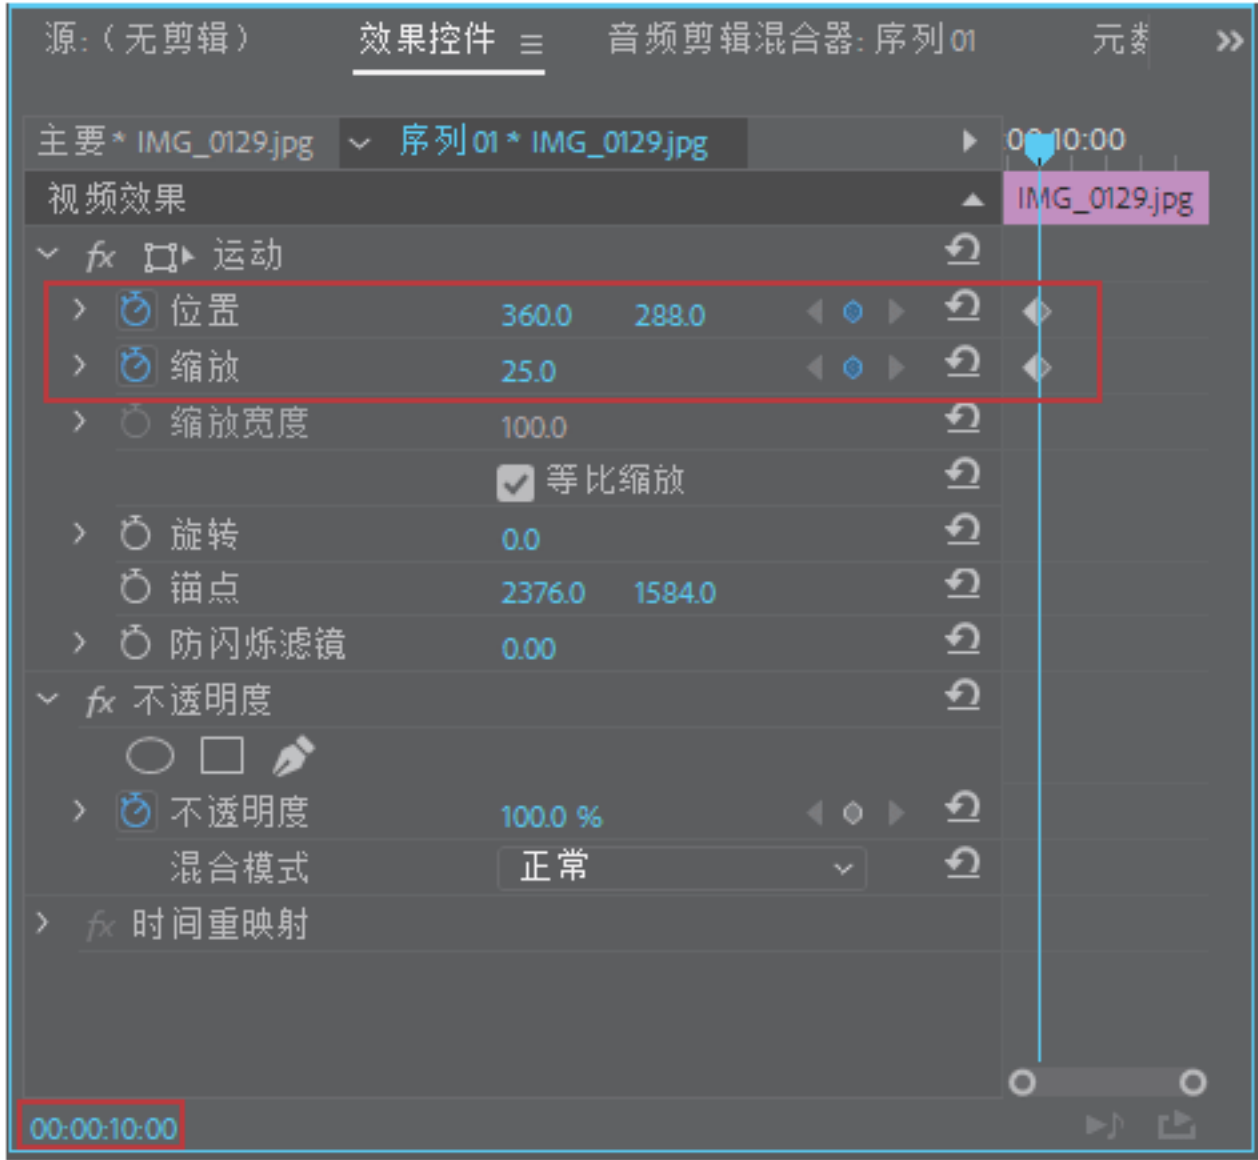 源:（无剪辑） 效果控件 音频剪辑混合器: 序列 01 元
主要* IMG_0129.jpg 序列 01 * IMG_0129.jpg 10:00
视频效果 IMG_0129.jpg
fx 运动
位置 360.0 288.0
缩放 25.0
缩放宽度 100.0
等比缩放
旋转 0.0
锚点 2376.0 1584.0
防闪烁滤镜 0.00
fx 不透明度
不透明度 100.0 %
混合模式 正常
fx 时间重映射
00:00:10:00